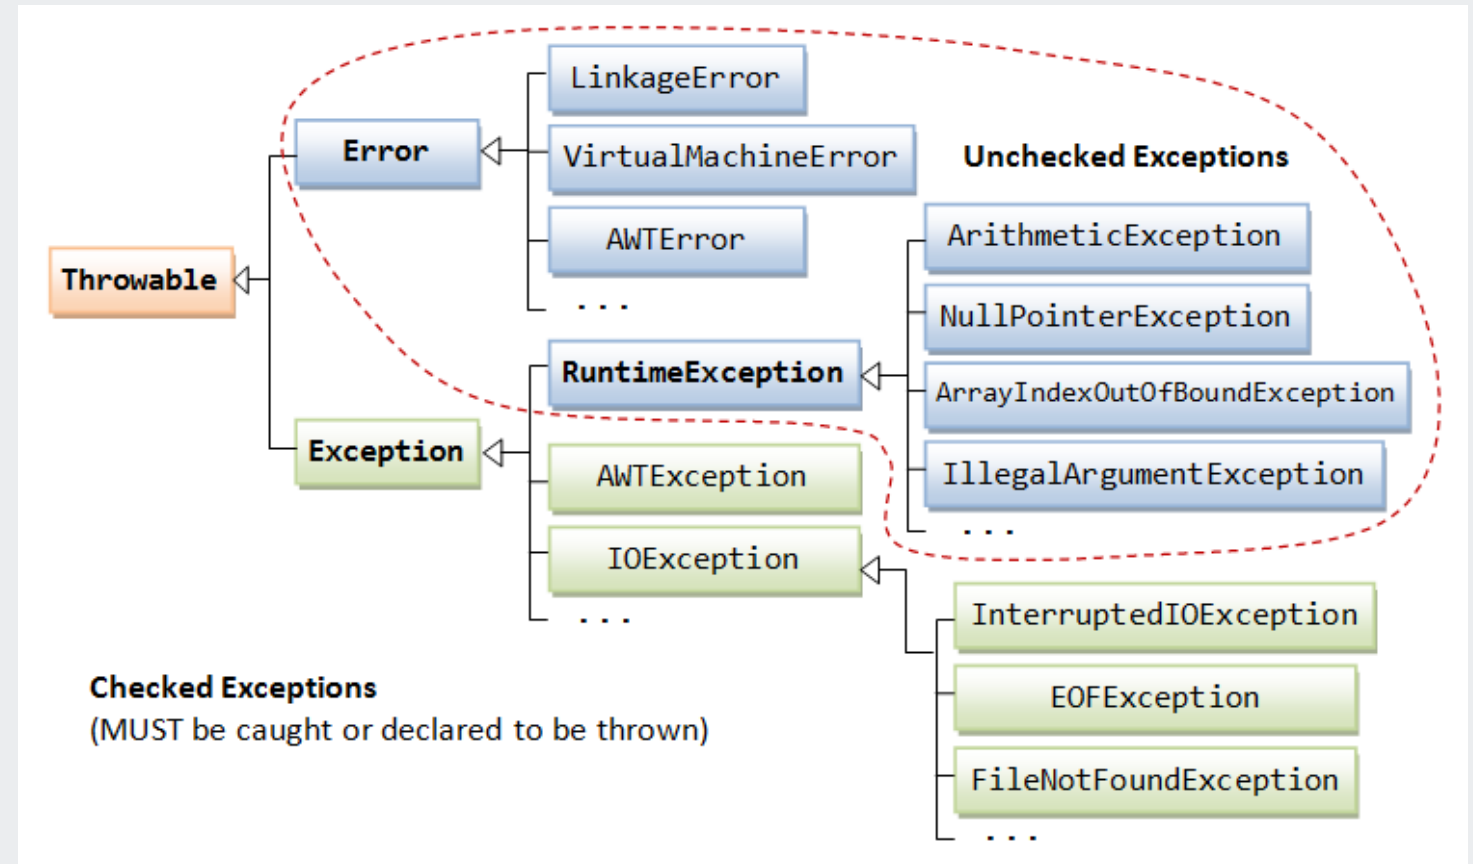 LinkageError
Error
VirtualMachineError
Unchecked Exceptions
AWTError
ArithmeticException
Throwable
...
NullPointerException
RuntimeException
ArrayIndexOutOfBoundException
Exception
AWTException
IllegalArgumentException
...
IOException
...
InterruptedIOException
Checked Exceptions
(MUST be caught or declared to be thrown)
EOFException
FileNotFoundException
...